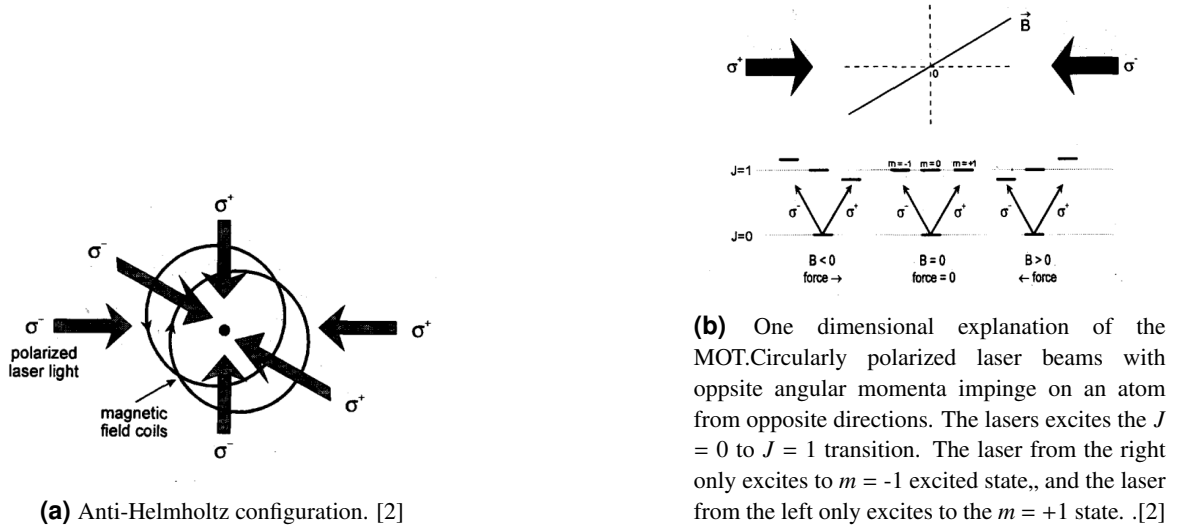 σ+
σ-
σ-
σ+
polarized
laser light
magnetic
field coils
σ+
σ-
(a) Anti-Helmholtz configuration. [2]
B
σ+
0
σ-
m=-1 m=0 m=+1
J=1
σ- σ+ σ- σ+ σ- σ+
J=0
B < 0 B = 0 B > 0
force → force = 0 ← force
(b) One dimensional explanation of the
MOT.Circularly polarized laser beams with
oppsite angular momenta impinge on an atom
from opposite directions. The lasers excites the J
= 0 to J = 1 transition. The laser from the right
only excites to m = -1 excited state,, and the laser
from the left only excites to the m = +1 state. .[2]